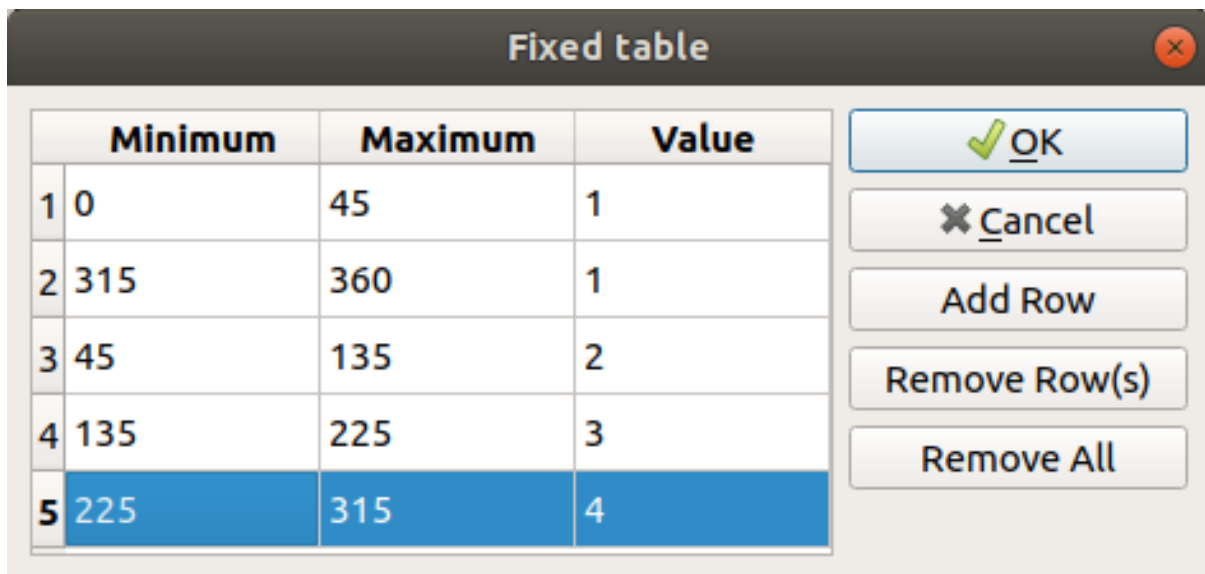 Fixed table
Minimum Maximum Value
1 0 45 1
2 315 360 1
3 45 135 2
4 135 225 3
5 225 315 4
OK
Cancel
Add Row
Remove Row(s)
Remove All